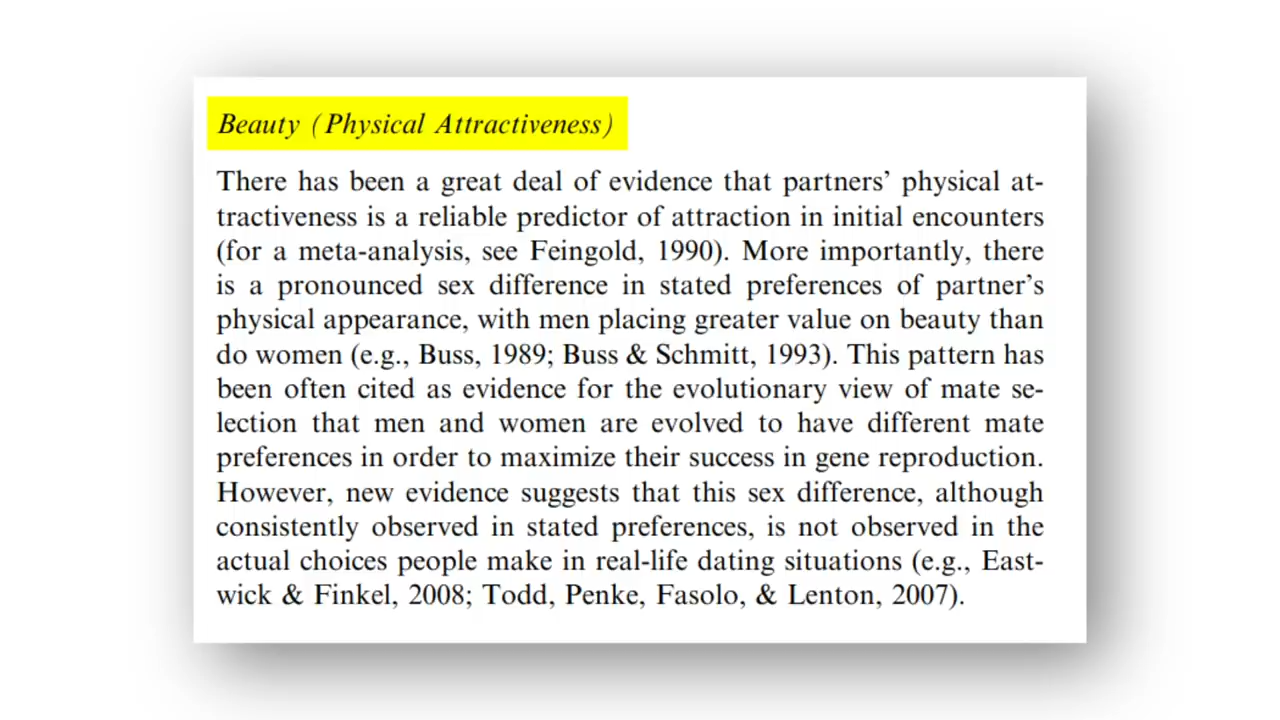 Beauty (Physical Attractiveness)
There has been a great deal of evidence that partners’ physical at-
tractiveness is a reliable predictor of attraction in initial encounters
(for a meta-analysis, see Feingold, 1990). More importantly, there
is a pronounced sex difference in stated preferences of partner’s
physical appearance, with men placing greater value on beauty than
do women (e.g., Buss, 1989; Buss & Schmitt, 1993). This pattern has
been often cited as evidence for the evolutionary view of mate se-
lection that men and women are evolved to have different mate
preferences in order to maximize their success in gene reproduction.
However, new evidence suggests that this sex difference, although
consistently observed in stated preferences, is not observed in the
actual choices people make in real-life dating situations (e.g., East-
wick & Finkel, 2008; Todd, Penke, Fasolo, & Lenton, 2007).